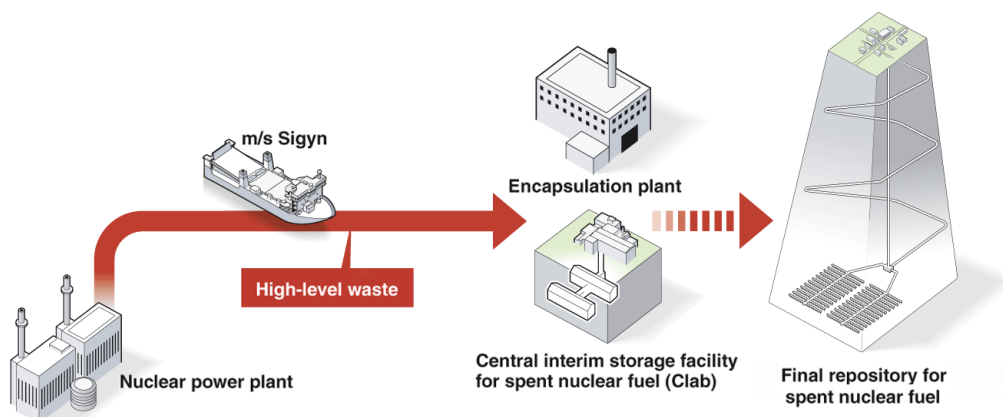 m/s Sigyn
High-level waste
Nuclear power plant
Encapsulation plant
Central interim storage facility
for spent nuclear fuel (Clab)
Final repository for
spent nuclear fuel